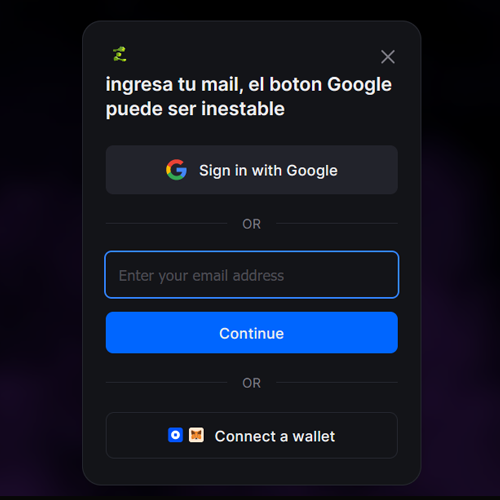 ingresa tu mail, el boton Google
puede ser inestable
Sign in with Google
OR
Enter your email address
Continue
OR
Connect a wallet